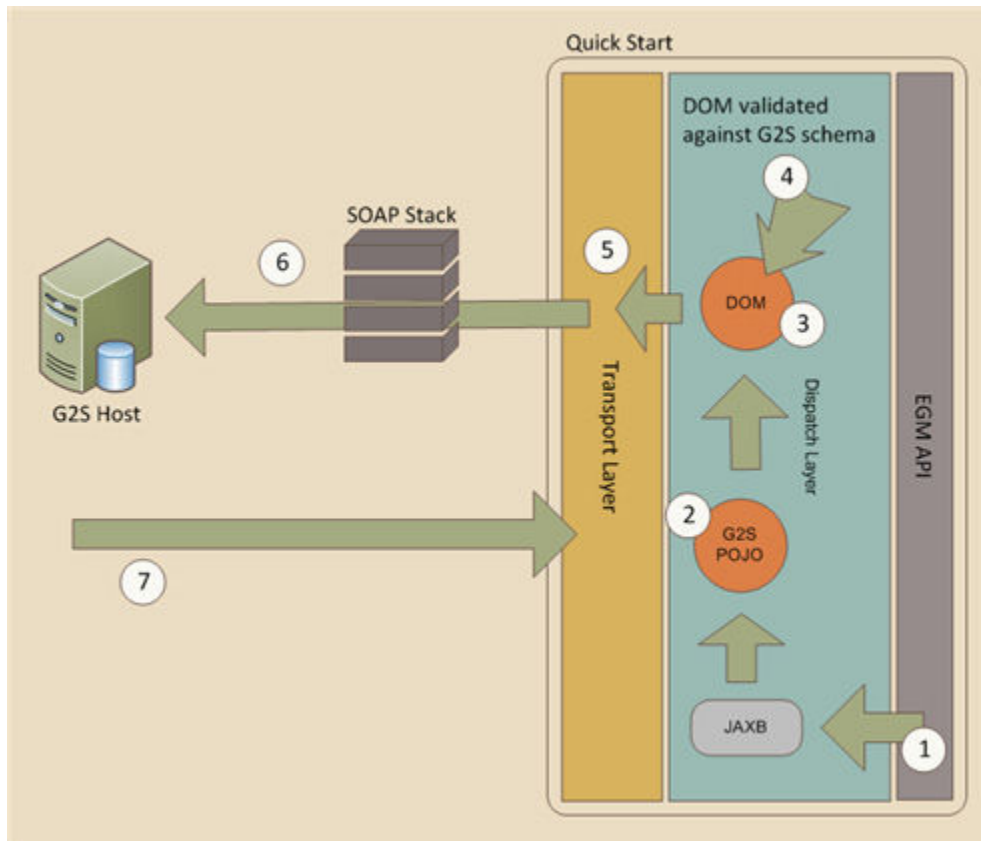 Quick Start
DOM validated
against G2S schema
4
SOAP Stack
5
6
DOM
3
G2S Host
Transport Layer
Dispatch Layer
EGM API
2
G2S
POJO
7
JAXB
1